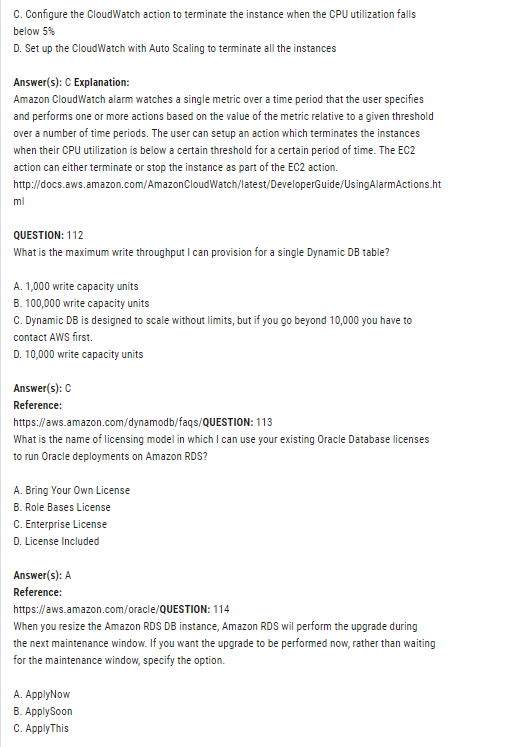 C. Configure the CloudWatch action to terminate the instance when the CPU utilization falls
below 5%
D. Set up the CloudWatch with Auto Scaling to terminate all the instances
Answer(s): C Explanation:
Amazon CloudWatch alarm watches a single metric over a time period that the user specifies
and performs one or more actions based on the value of the metric relative to a given threshold
over a number of time periods. The user can setup an action which terminates the instances
when their CPU utilization is below a certain threshold for a certain period of time. The EC2
action can either terminate or stop the instance as part of the EC2 action.
http://docs.aws.amazon.com/AmazonCloudWatch/latest/DeveloperGuide/UsingAlarmActions.ht
ml
QUESTION: 112
What is the maximum write throughput I can provision for a single Dynamic DB table?
A. 1,000 write capacity units
B. 100,000 write capacity units
C. Dynamic DB is designed to scale without limits, but if you go beyond 10,000 you have to
contact AWS first.
D. 10,000 write capacity units
Answer(s): C
Reference:
https://aws.amazon.com/dynamodb/faqs/QUESTION: 113
What is the name of licensing model in which I can use your existing Oracle Database licenses
to run Oracle deployments on Amazon RDS?
A. Bring Your Own License
B. Role Bases License
C. Enterprise License
D. License Included
Answer(s): A
Reference:
https://aws.amazon.com/oracle/QUESTION: 114
When you resize the Amazon RDS DB instance, Amazon RDS wil perform the upgrade during
the next maintenance window. If you want the upgrade to be performed now, rather than waiting
for the maintenance window, specify the option.
A. ApplyNow
B. ApplySoon
C. ApplyThis